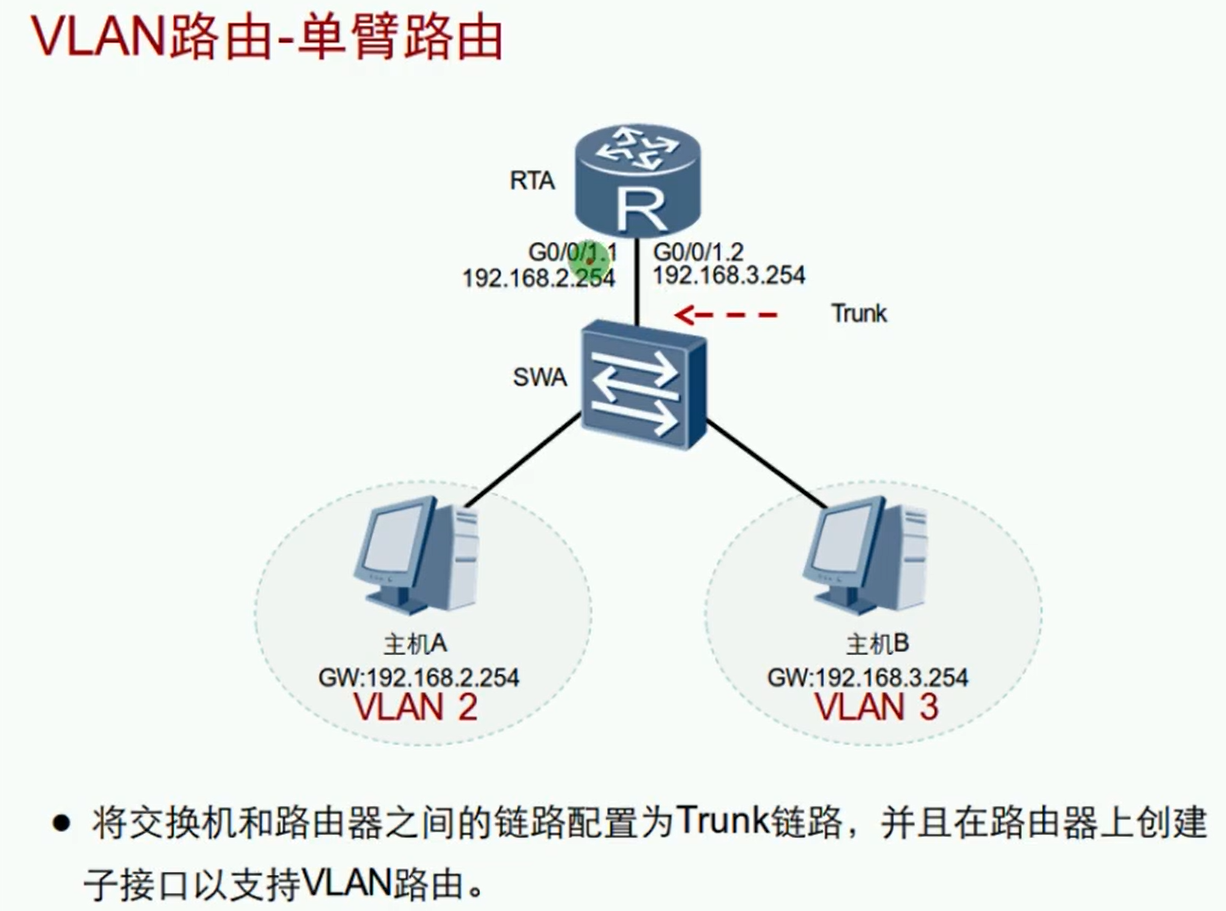 VLAN路由-单臂路由
RTA
R
G0/0/1.1
192.168.2.254
G0/0/1.2
192.168.3.254
Trunk
SWA
主机A
GW:192.168.2.254
VLAN 2
主机B
GW:192.168.3.254
VLAN 3
● 将交换机和路由器之间的链路配置为Trunk链路，并且在路由器上创建
子接口以支持VLAN路由。